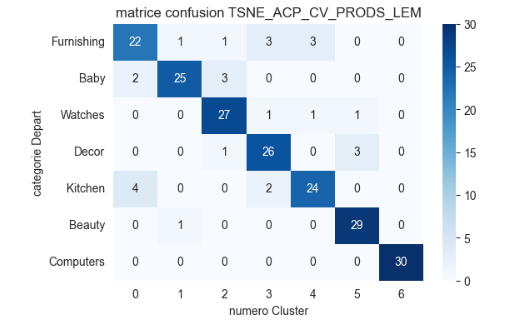 matrice confusion TSNE_ACP_CV_PRODS_LEM
Furnishing 22 1 1 3 3 0 0
Baby 2 25 3 0 0 0 0
Watches 0 0 27 1 1 1 0
Decor 0 0 1 26 0 3 0
Kitchen 4 0 0 2 24 0 0
Beauty 0 1 0 0 0 29 0
Computers 0 0 0 0 0 0 30
0 1 2 3 4 5 6
numero Cluster
categorie Depart
30
25
20
15
10
5
0